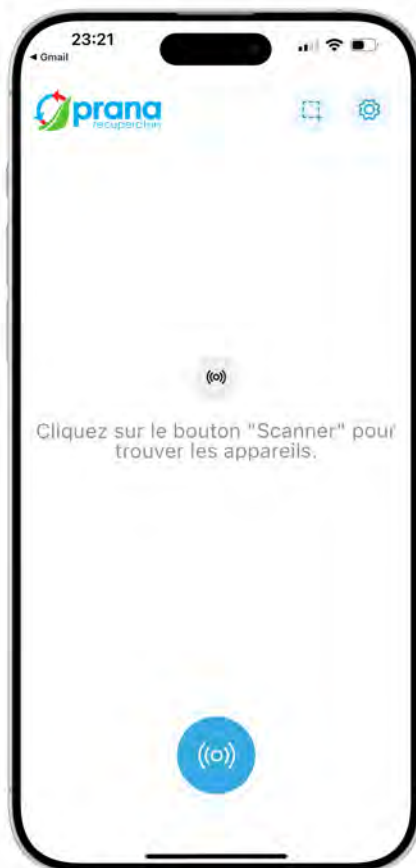 23:21
◀ Gmail
prana
recuperation
Cliquez sur le bouton "Scanner" pour
trouver les appareils.